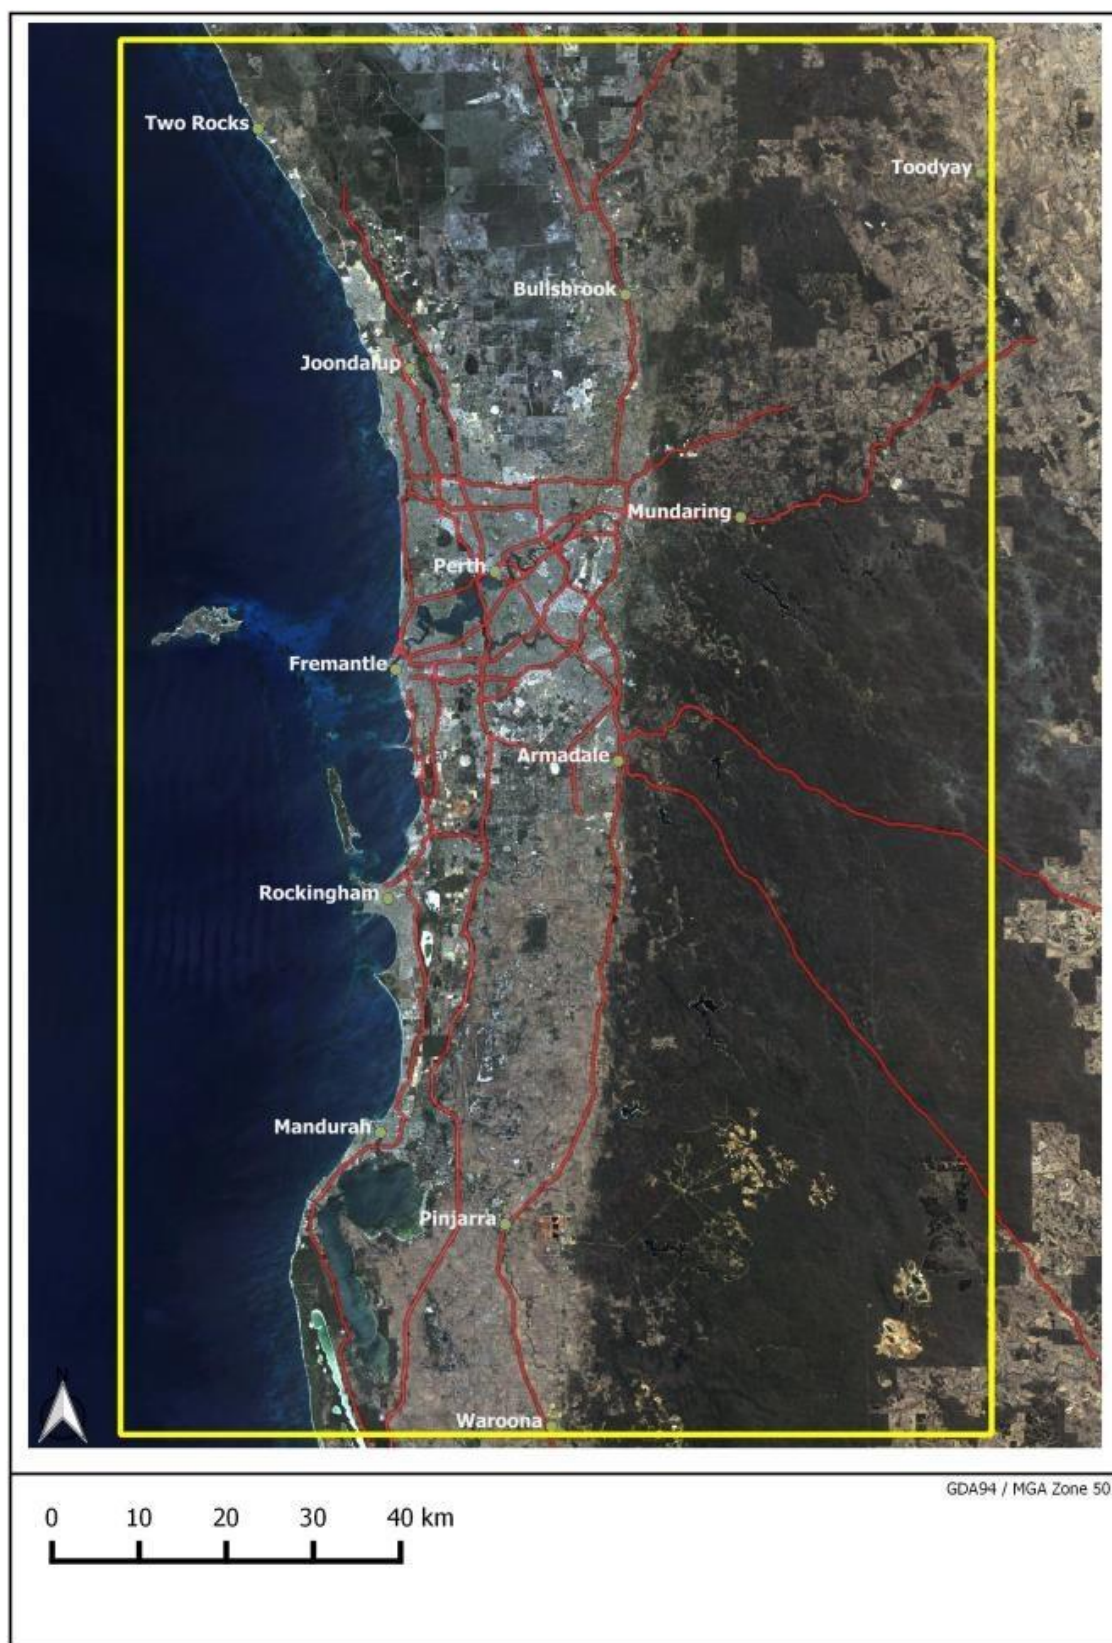 Two Rocks
Toodyay
Bullsbrook
Joondalup
Mundaring
Perth
Fremantle
Armadale
Rockingham
Mandurah
Pinjarra
N
Waroona
GDA94 / MGA Zone 50
0 10 20 30 40 km